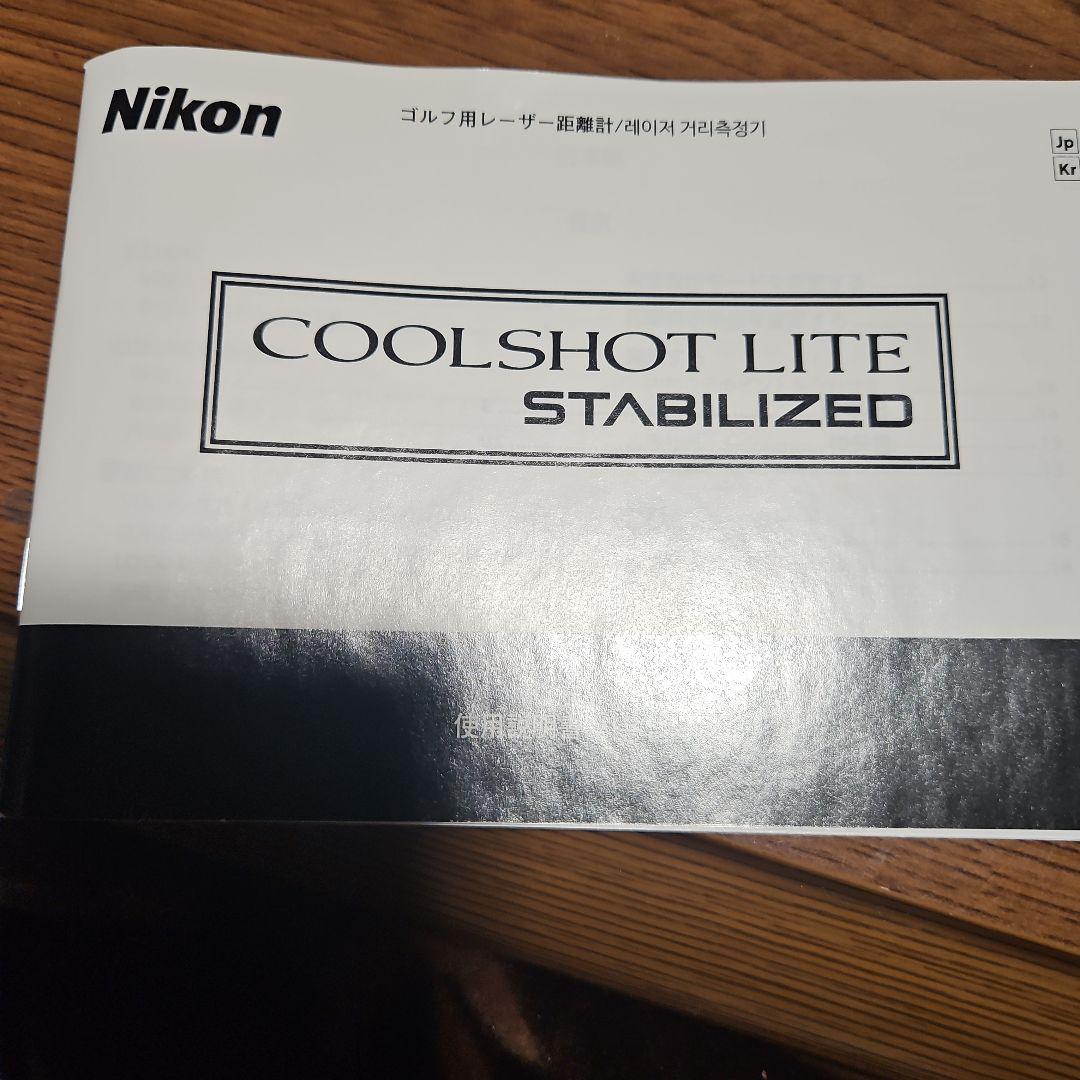 Nikon
ゴルフ用レーザー距離計/레이저 거리측정기
Jp
Kr
COOLSHOT LITE
STABILIZED
使用説明書